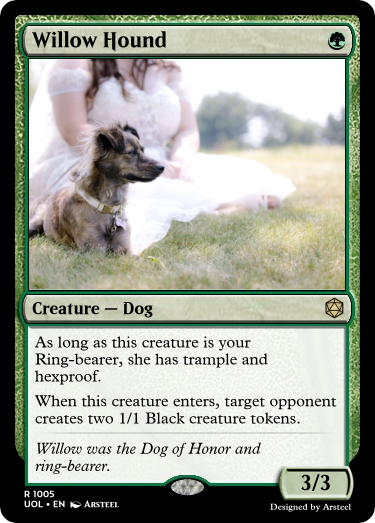 Willow Hound
Creature — Dog
As long as this creature is your
Ring-bearer, she has trample and
hexproof.
When this creature enters, target opponent
creates two 1/1 Black creature tokens.
Willow was the Dog of Honor and
ring-bearer.
3/3
R 1005
UOL • EN Arsteel
Designed by Arsteel